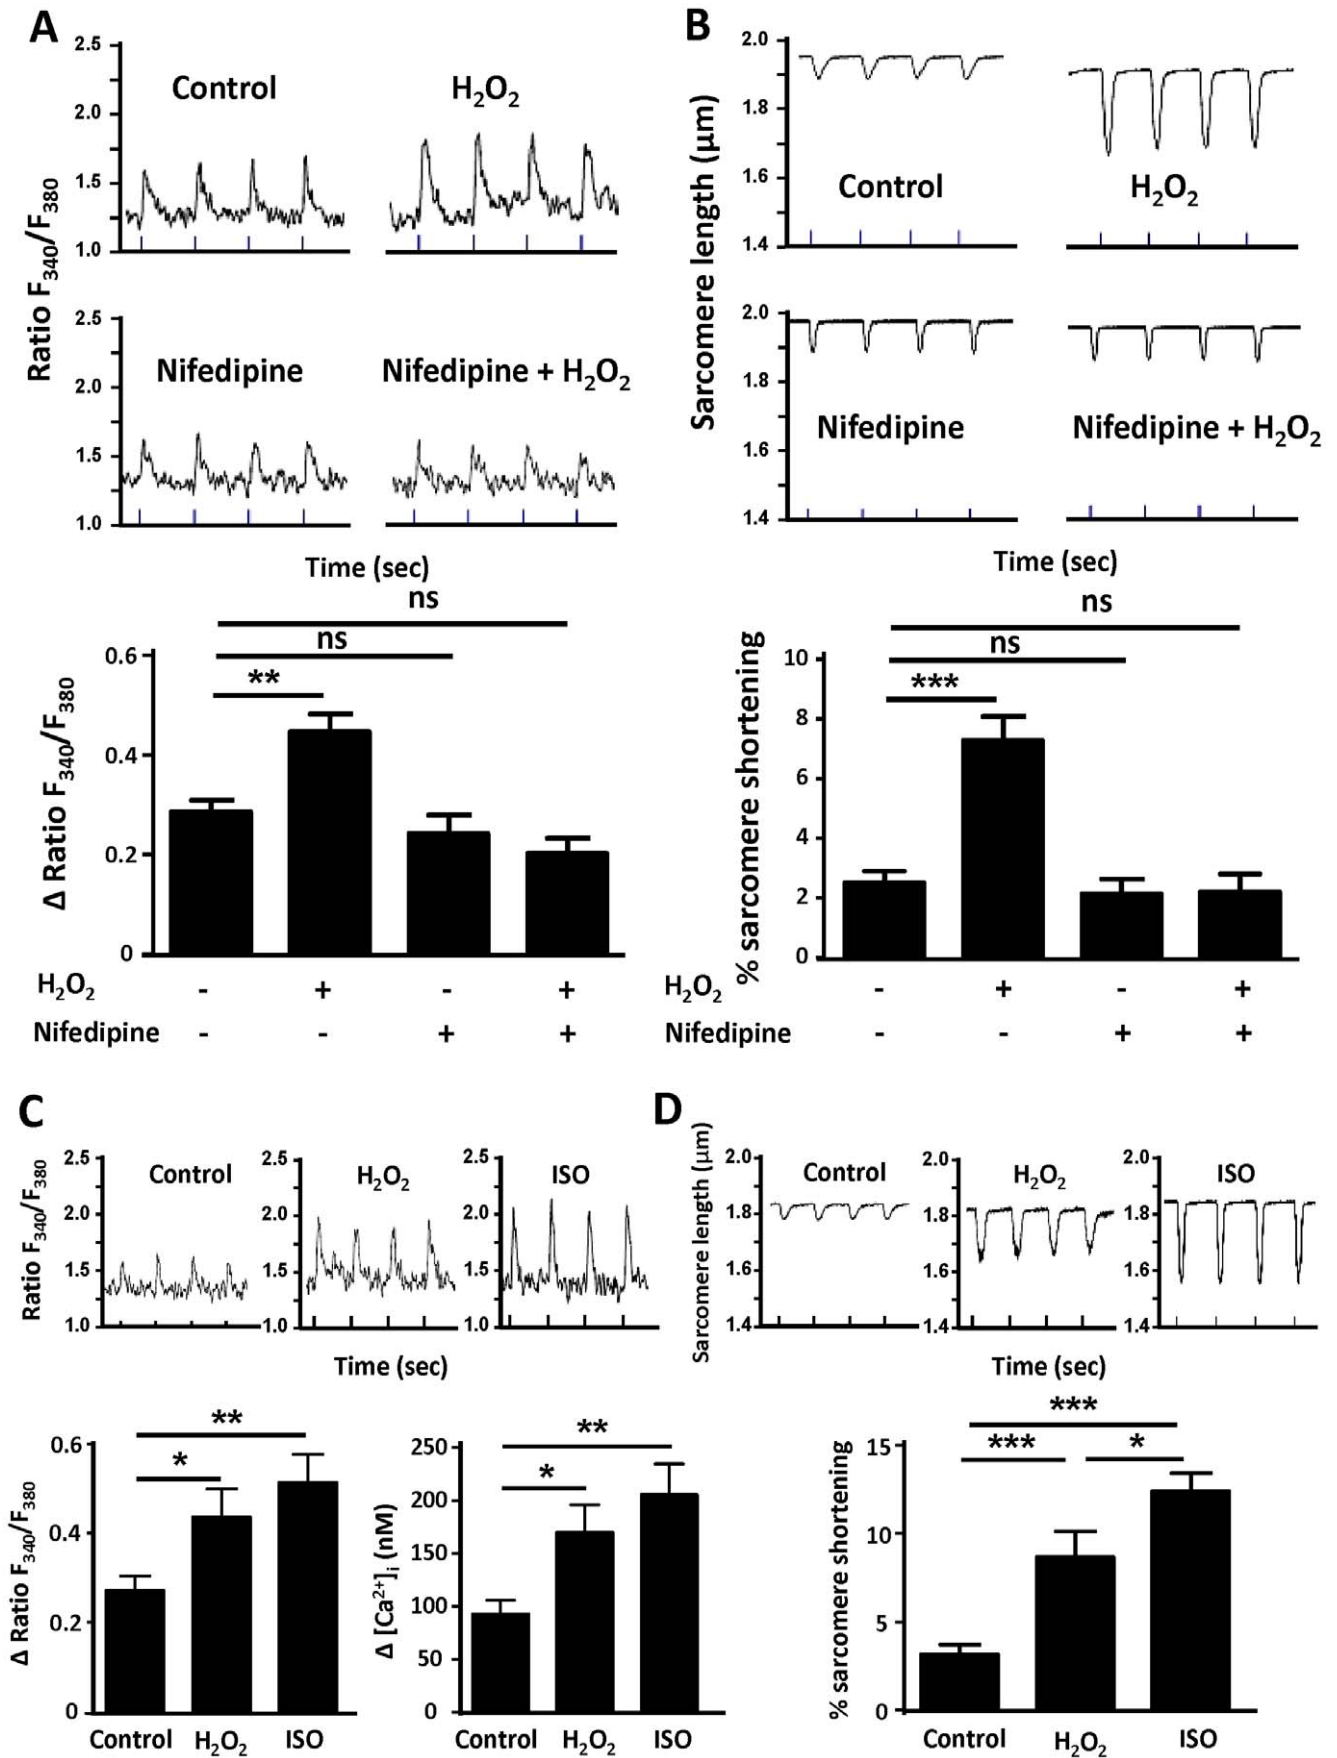 A
Ratio F340/F380
2.5
2.0
1.5
1.0
Control
H2O2
2.5
2.0
1.5
1.0
Nifedipine
Nifedipine + H2O2
Time (sec)
ns
ns
**
Δ Ratio F340/F380
0.6
0.4
0.2
0
H2O2 - + - +
Nifedipine - - + +
B
Sarcomere length (µm)
2.0
1.8
1.6
1.4
Control
H2O2
2.0
1.8
1.6
1.4
Nifedipine
Nifedipine + H2O2
Time (sec)
ns
ns
***
% sarcomere shortening
10
8
6
4
2
0
H2O2 - + - +
Nifedipine - - + +
C
Ratio F340/F380
2.5
2.0
1.5
1.0
Control
2.5
2.0
1.5
1.0
H2O2
2.5
2.0
1.5
1.0
ISO
Time (sec)
**
*
Δ Ratio F340/F380
0.6
0.4
0.2
0
Control H2O2 ISO
**
*
Δ [Ca2+]i (nM)
250
200
150
100
50
0
Control H2O2 ISO
D
Sarcomere length (µm)
2.0
1.8
1.6
1.4
Control
2.0
1.8
1.6
1.4
H2O2
2.0
1.8
1.6
1.4
ISO
Time (sec)
***
*** *
% sarcomere shortening
15
10
5
0
Control H2O2 ISO